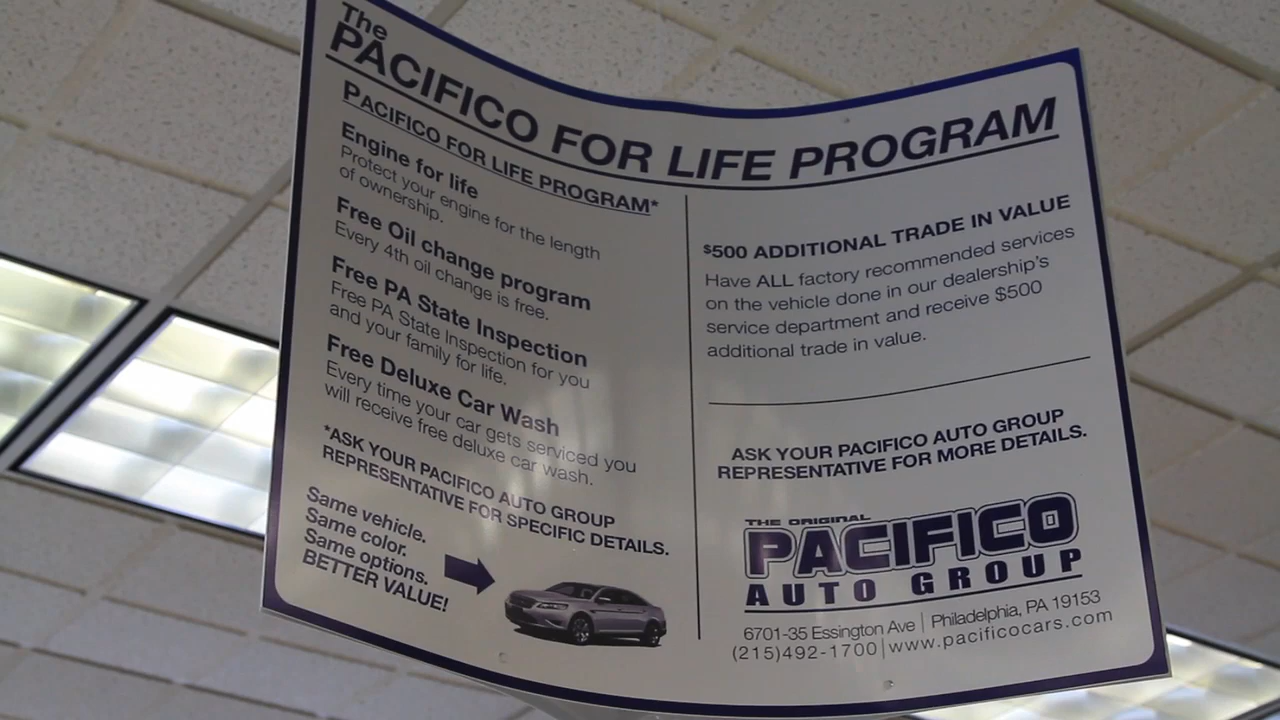 The
PACIFICO FOR LIFE PROGRAM
PACIFICO FOR LIFE PROGRAM*
Engine for life
Protect your engine for the length
of ownership.
Free Oil change program
Every 4th oil change is free.
Free PA State Inspection
Free PA State Inspection for you
and your family for life.
Free Deluxe Car Wash
Every time your car gets serviced you
will receive free deluxe car wash.
*ASK YOUR PACIFICO AUTO GROUP
REPRESENTATIVE FOR SPECIFIC DETAILS.
Same vehicle.
Same color.
Same options.
BETTER VALUE!
$500 ADDITIONAL TRADE IN VALUE
Have ALL factory recommended services
on the vehicle done in our dealership's
service department and receive $500
additional trade in value.
ASK YOUR PACIFICO AUTO GROUP
REPRESENTATIVE FOR MORE DETAILS.
THE ORIGINAL
PACIFICO
AUTO GROUP
6701-35 Essington Ave | Philadelphia, PA 19153
(215)492-1700|www.pacificocars.com